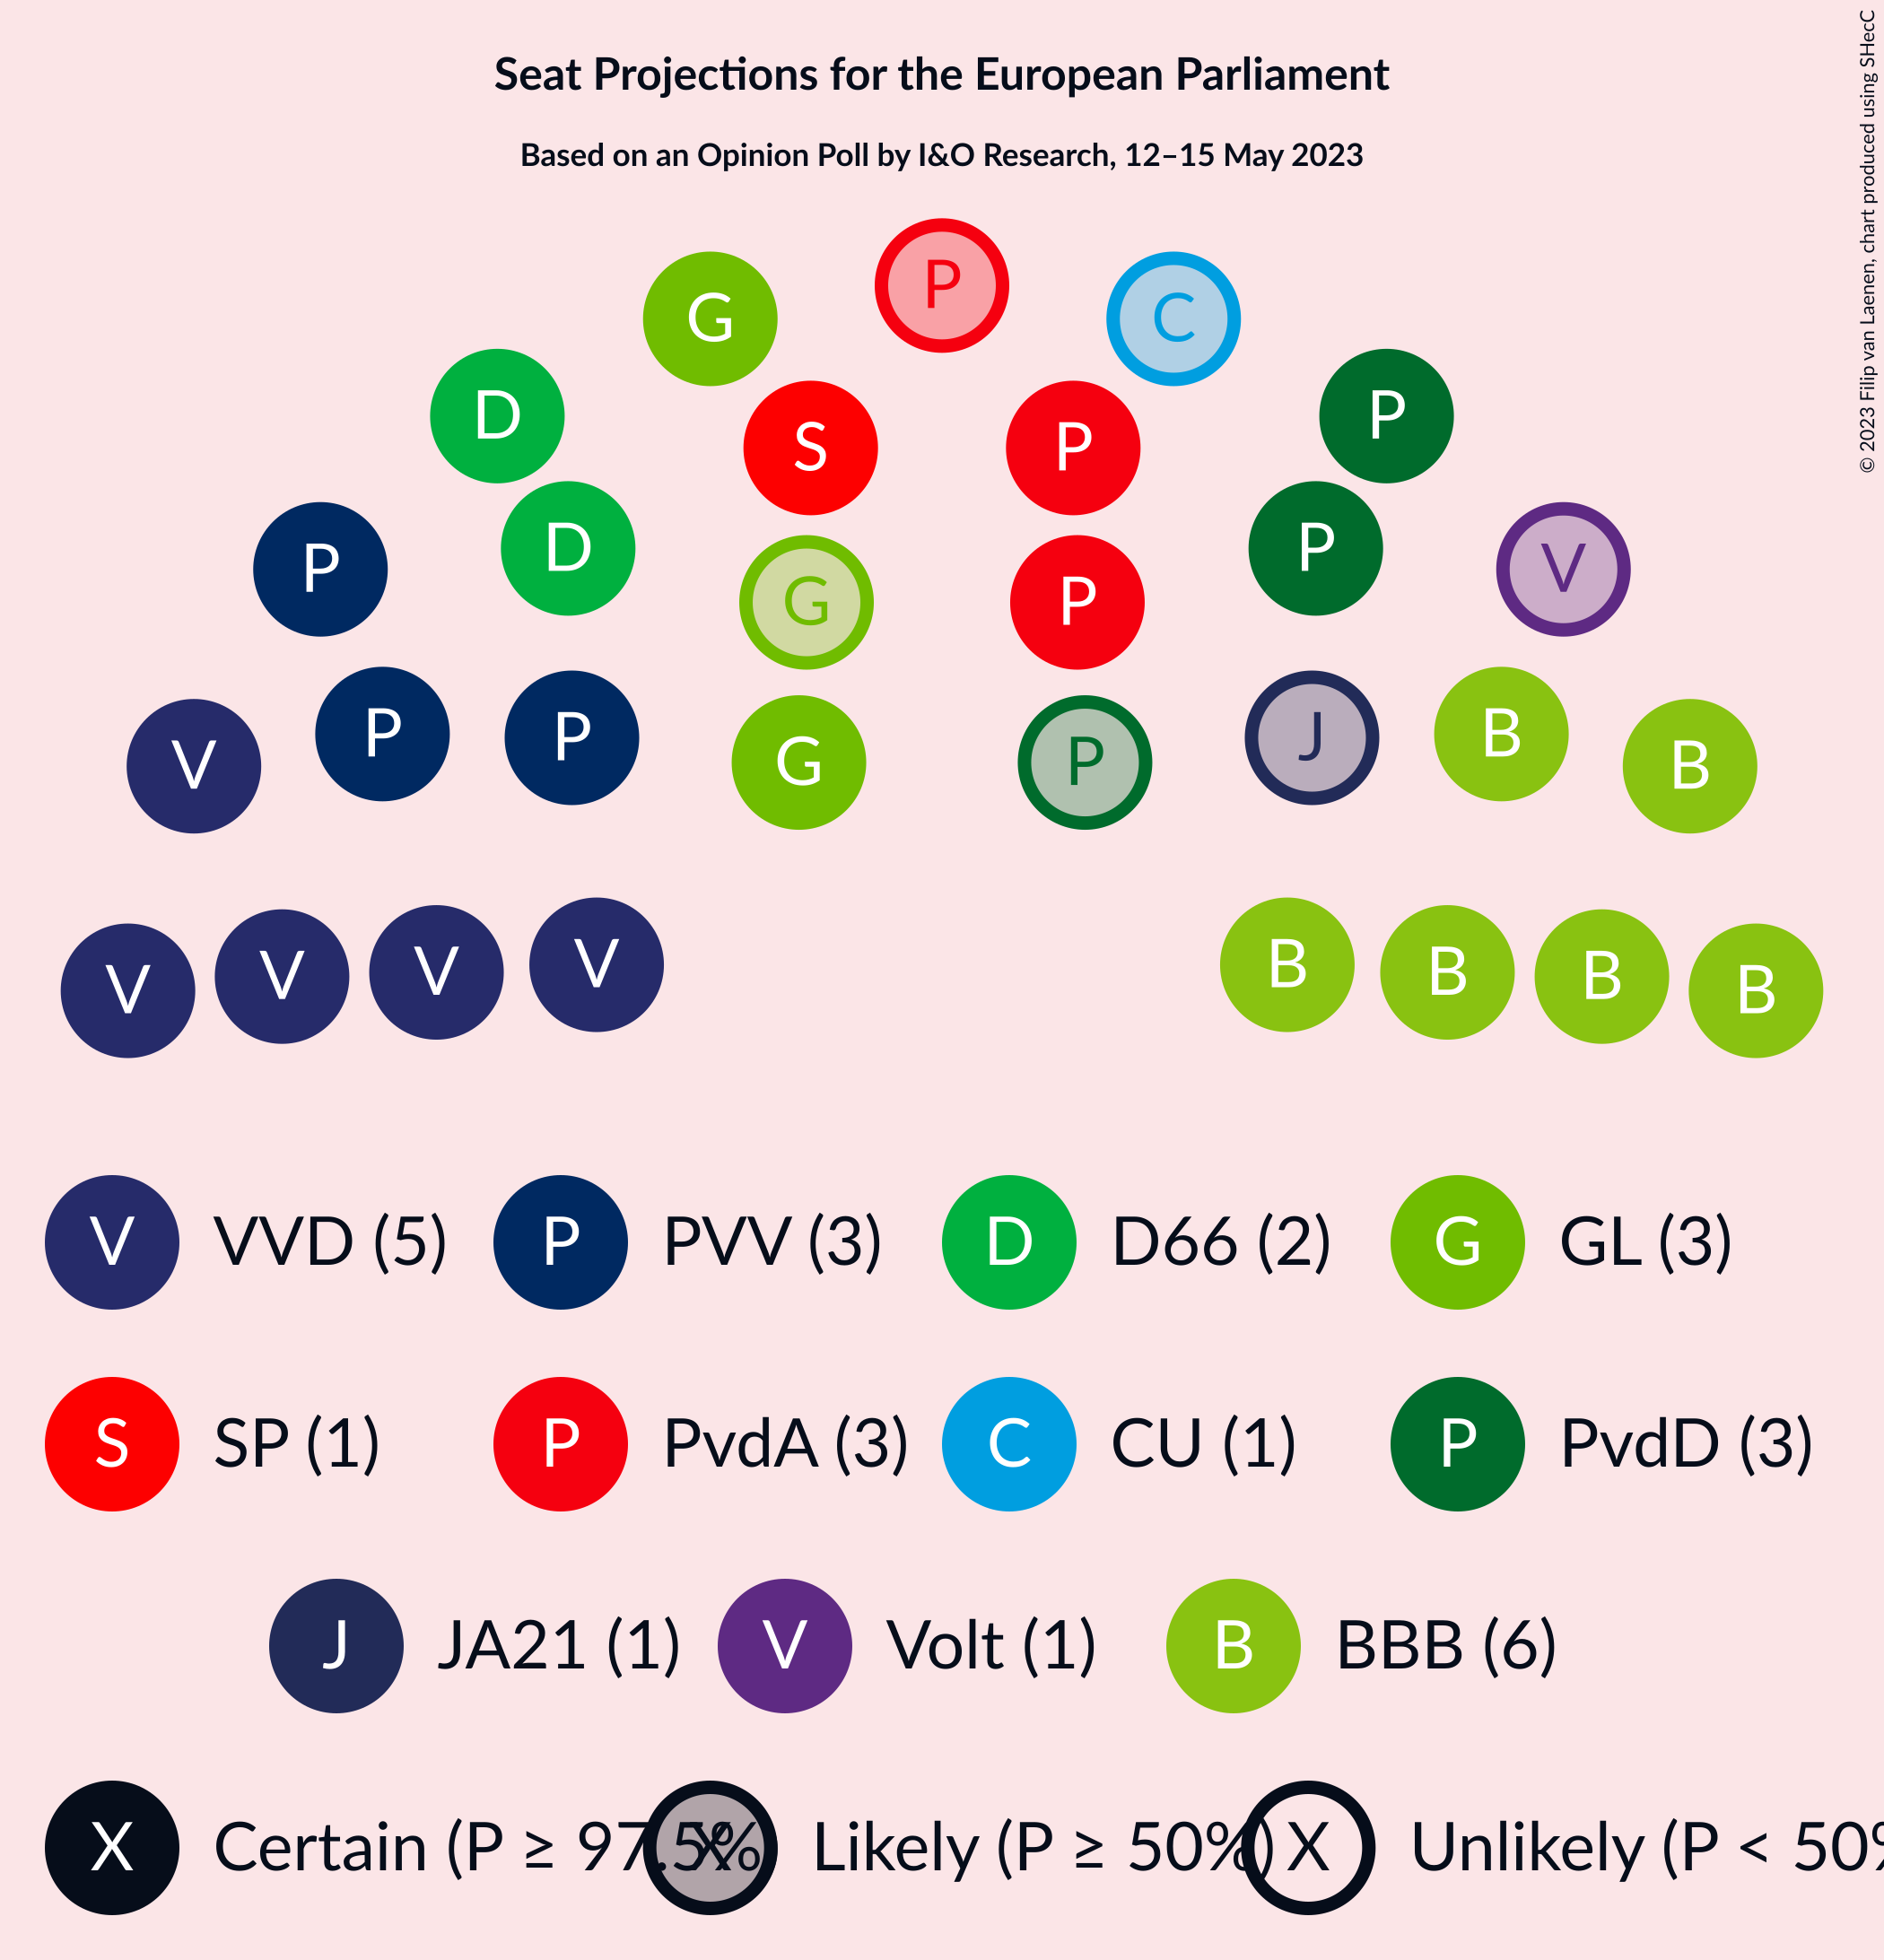 Seat Projections for the European Parliament
Based on an Opinion Poll by I&O Research, 12–15 May 2023
© 2023 Filip van Laenen, chart produced using SHecC
P
G C
D P
S P
D P
P V
G P
P B
P J
V B
G P
V B
V B
V B
V B
V VVD (5) P PVV (3) D D66 (2) G GL (3)
S SP (1) P PvdA (3) C CU (1) P PvdD (3)
J JA21 (1) V Volt (1) B BBB (6)
X Certain (P ≥ 97.5% X Likely (P ≥ 50%) X Unlikely (P < 50%